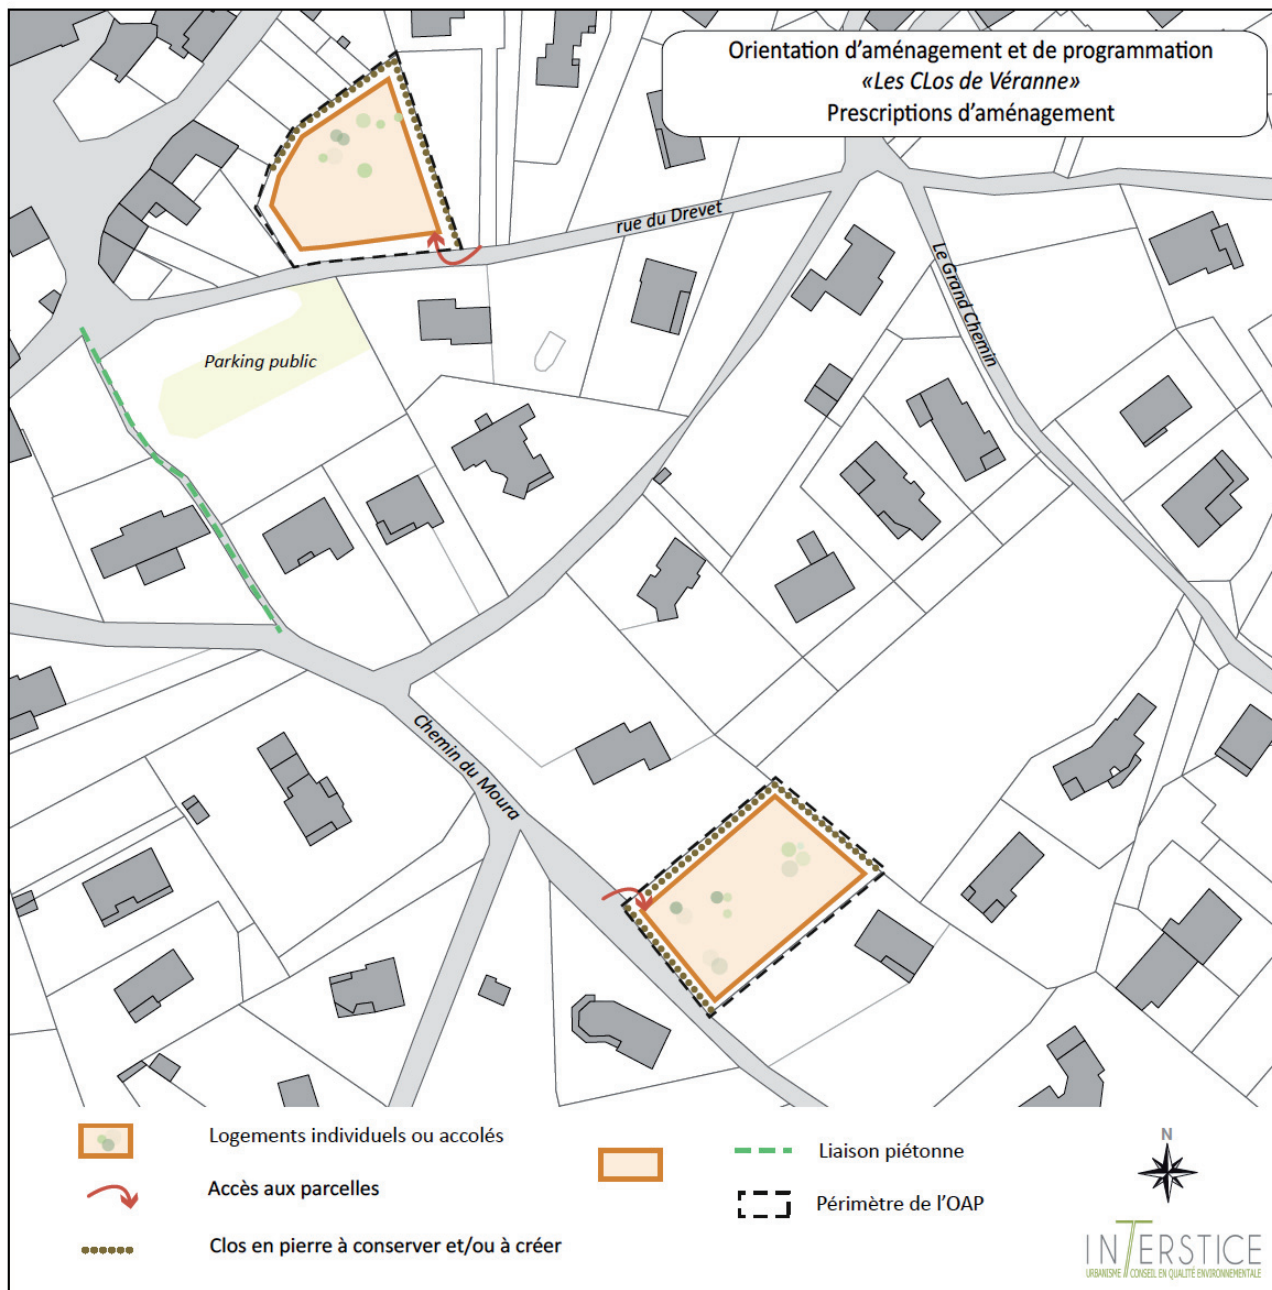 Orientation d'aménagement et de programmation
«Les CLos de Véranne»
Prescriptions d'aménagement
rue du Drevet
Le Grand Chemin
Parking public
Chemin du Moura
Logements individuels ou accolés
Accès aux parcelles
Clos en pierre à conserver et/ou à créer
Liaison piétonne
Périmètre de l'OAP
N
INTERSTICE
URBANISME CONSEIL EN QUALITÉ ENVIRONNEMENTALE